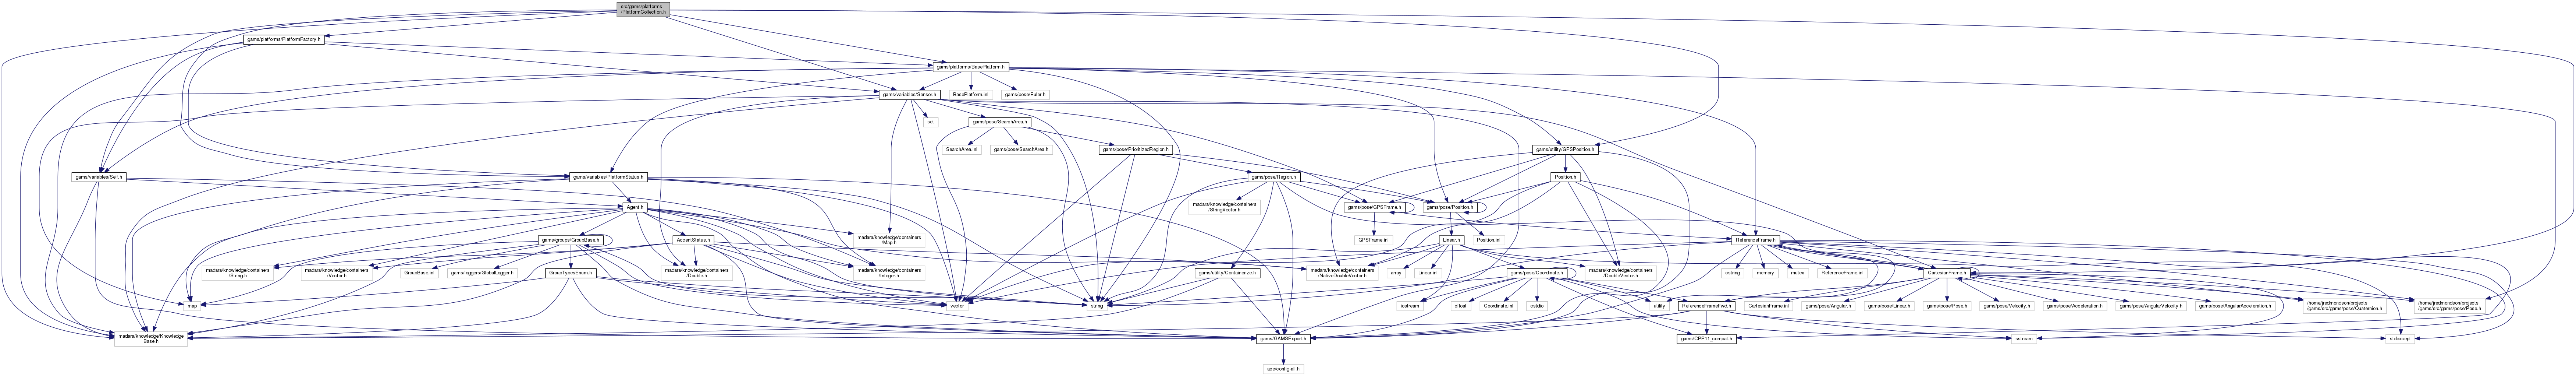 src/gams/platforms
/PlatformCollection.h
gams/platforms/PlatformFactory.h
gams/platforms/BasePlatform.h
gams/variables/Sensor.h
BasePlatform.inl
gams/pose/Euler.h
set
gams/pose/SearchArea.h
SearchArea.inl
gams/pose/SearchArea.h
gams/pose/PrioritizedRegion.h
gams/utility/GPSPosition.h
gams/variables/Self.h
gams/variables/PlatformStatus.h
gams/pose/Region.h
Position.h
Agent.h
madara/knowledge/containers
/StringVector.h
gams/pose/GPSFrame.h
gams/pose/Position.h
gams/groups/GroupBase.h
AccentStatus.h
madara/knowledge/containers
/Map.h
GPSFrame.inl
Linear.h
Position.inl
ReferenceFrame.h
madara/knowledge/containers
/String.h
madara/knowledge/containers
/Vector.h
GroupBase.inl
gams/loggers/GlobalLogger.h
GroupTypesEnum.h
madara/knowledge/containers
/Double.h
madara/knowledge/containers
/Integer.h
gams/utility/Containerize.h
madara/knowledge/containers
/NativeDoubleVector.h
array
Linear.inl
gams/pose/Coordinate.h
madara/knowledge/containers
/DoubleVector.h
cstring
memory
mutex
ReferenceFrame.inl
CartesianFrame.h
map
vector
string
iostream
cfloat
Coordinate.inl
cstdio
utility
ReferenceFrameFwd.h
CartesianFrame.inl
gams/pose/Angular.h
gams/pose/Linear.h
gams/pose/Pose.h
gams/pose/Velocity.h
gams/pose/Acceleration.h
gams/pose/AngularVelocity.h
gams/pose/AngularAcceleration.h
/home/jredmondson/projects
/gams/src/gams/pose/Quaternion.h
/home/jredmondson/projects
/gams/src/gams/pose/Pose.h
madara/knowledge/Knowledge
Base.h
gams/GAMSExport.h
gams/CPP11_compat.h
sstream
stdexcept
ace/config-all.h